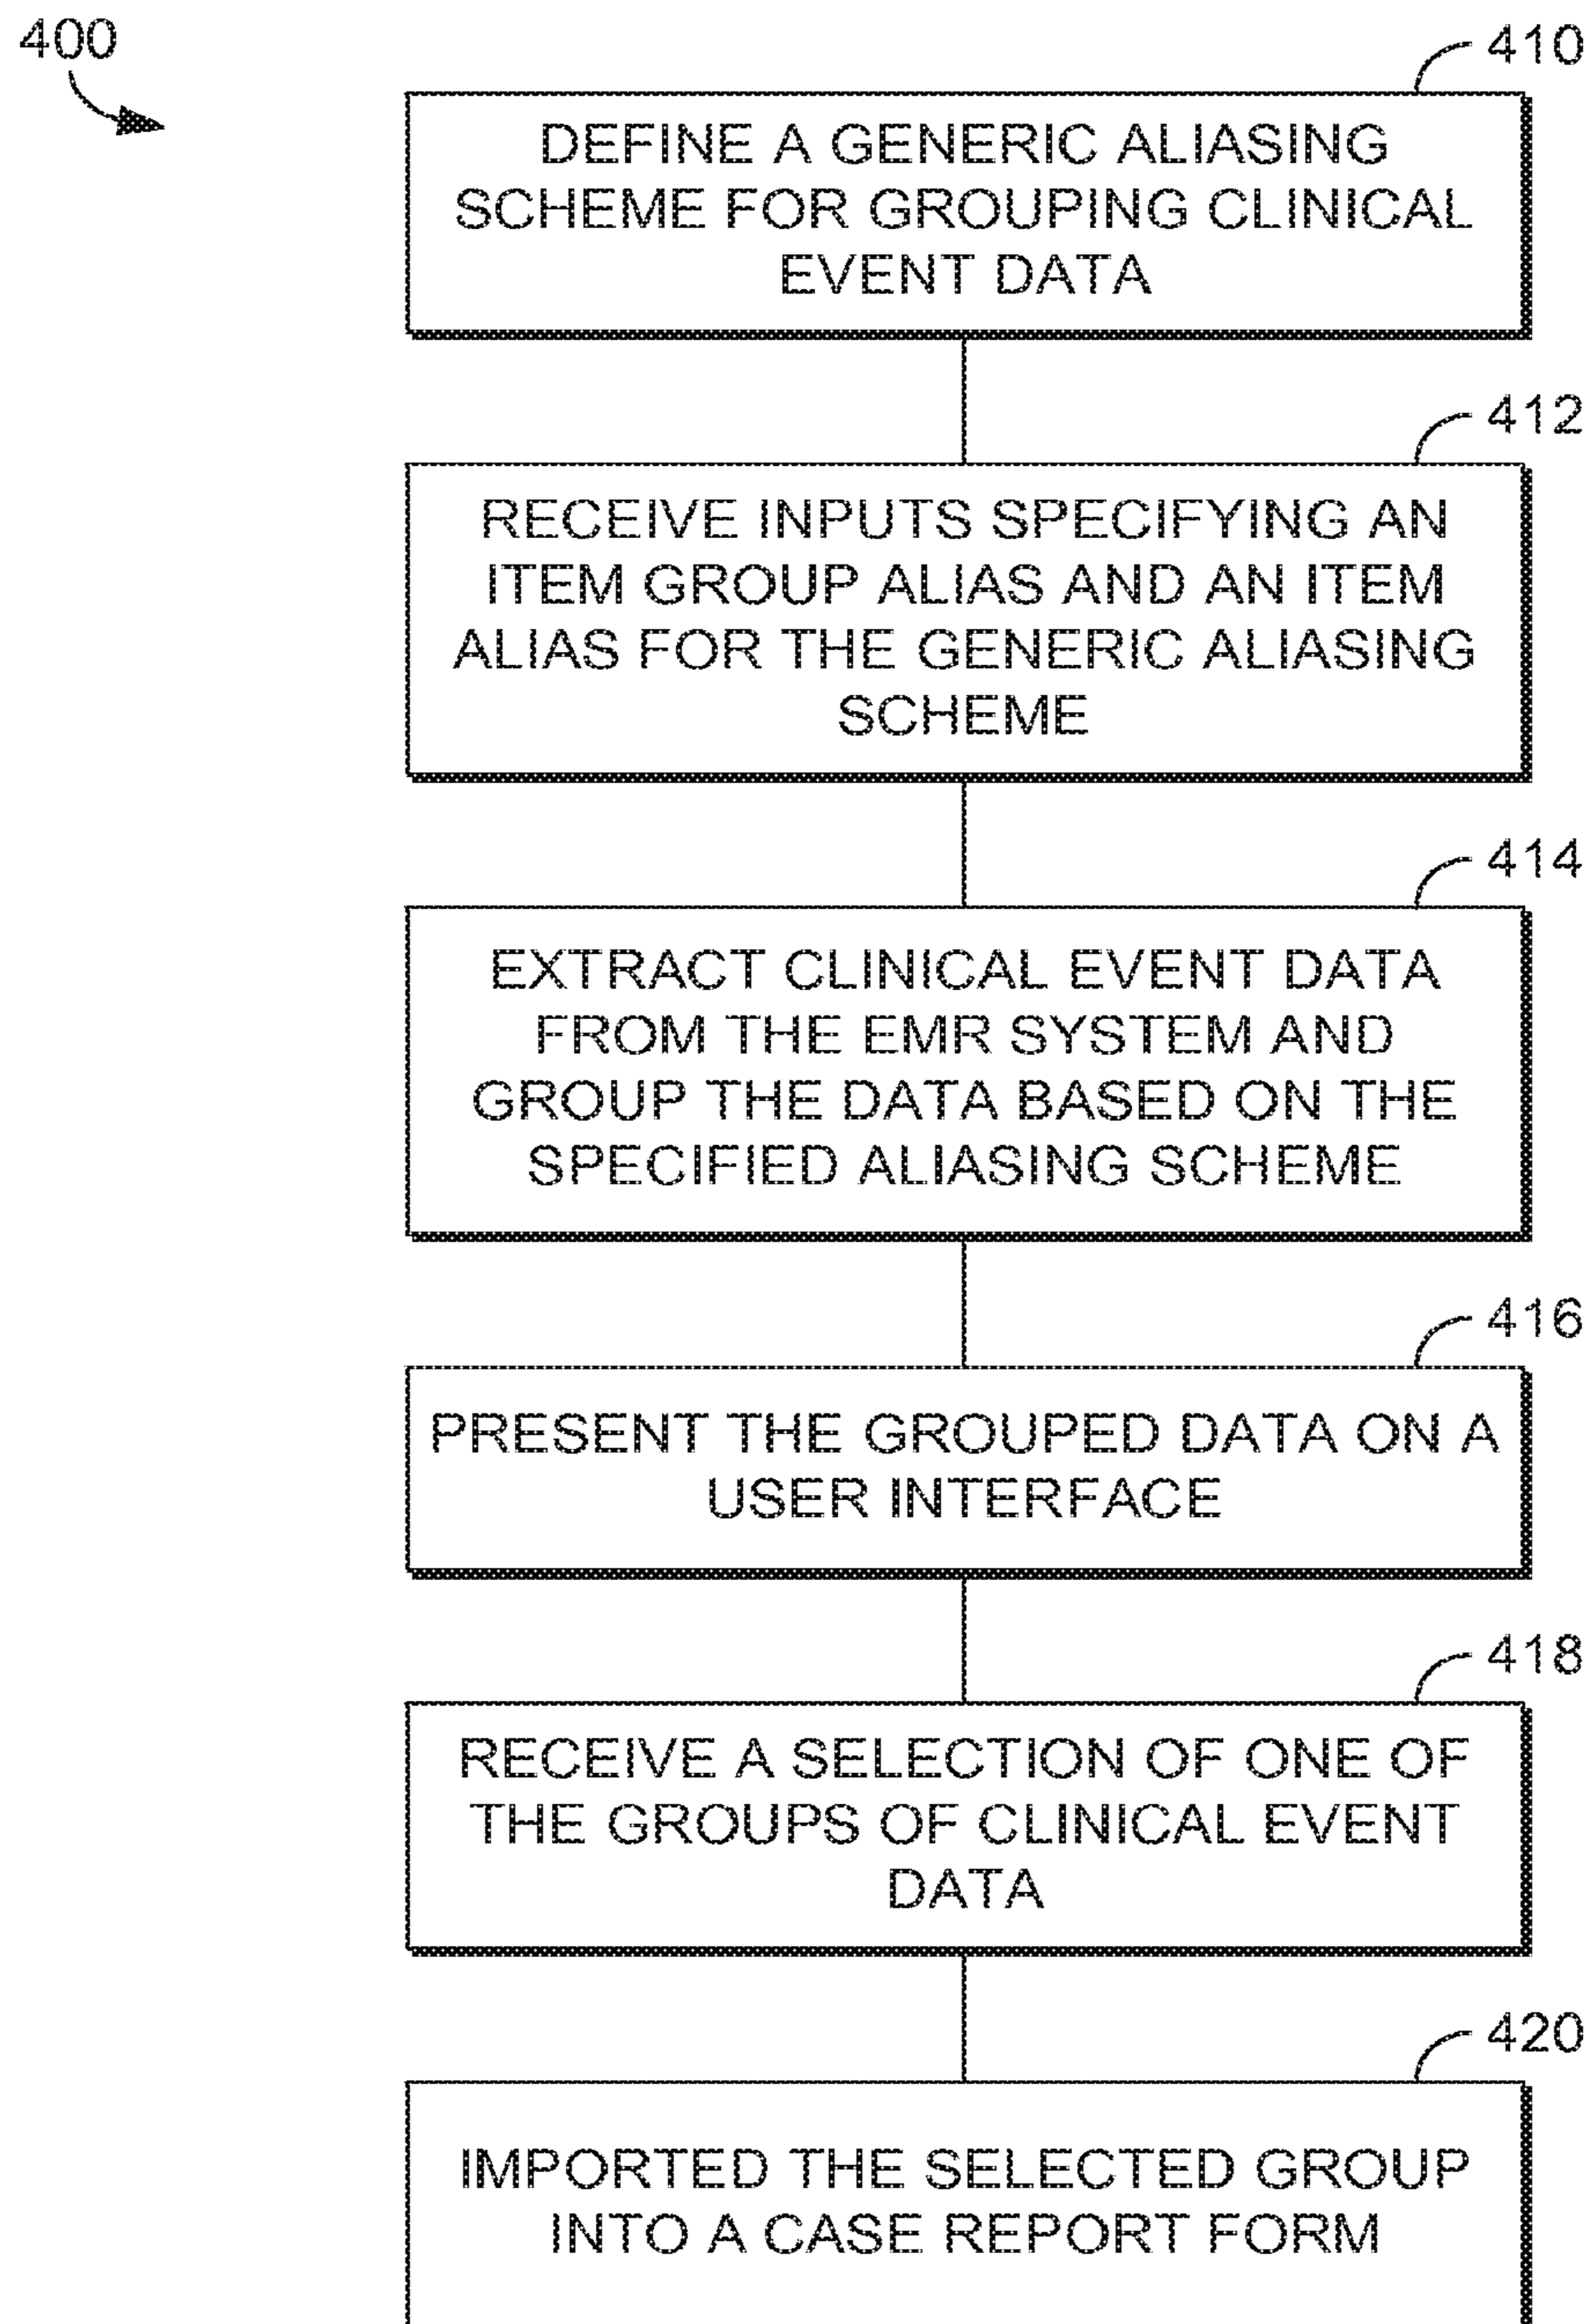 400
410
DEFINE A GENERIC ALIASING
SCHEME FOR GROUPING CLINICAL
EVENT DATA
412
RECEIVE INPUTS SPECIFYING AN
ITEM GROUP ALIAS AND AN ITEM
ALIAS FOR THE GENERIC ALIASING
SCHEME
414
EXTRACT CLINICAL EVENT DATA
FROM THE EMR SYSTEM AND
GROUP THE DATA BASED ON THE
SPECIFIED ALIASING SCHEME
416
PRESENT THE GROUPED DATA ON A
USER INTERFACE
418
RECEIVE A SELECTION OF ONE OF
THE GROUPS OF CLINICAL EVENT
DATA
420
IMPORTED THE SELECTED GROUP
INTO A CASE REPORT FORM